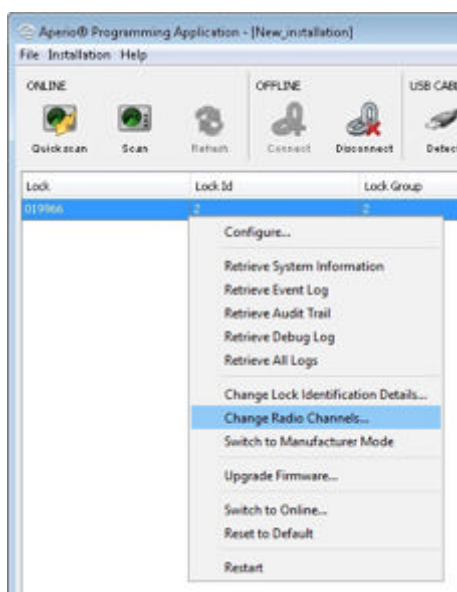 Aperio® Programming Application - [New_installation]
File Installation Help
ONLINE OFFLINE USB CAB
Quickscan Scan Refresh Connect Disconnect Detec
Lock Lock Id Lock Group
019966 2 2
Configure...
Retrieve System Information
Retrieve Event Log
Retrieve Audit Trail
Retrieve Debug Log
Retrieve All Logs
Change Lock Identification Details...
Change Radio Channels...
Switch to Manufacturer Mode
Upgrade Firmware...
Switch to Online...
Reset to Default
Restart